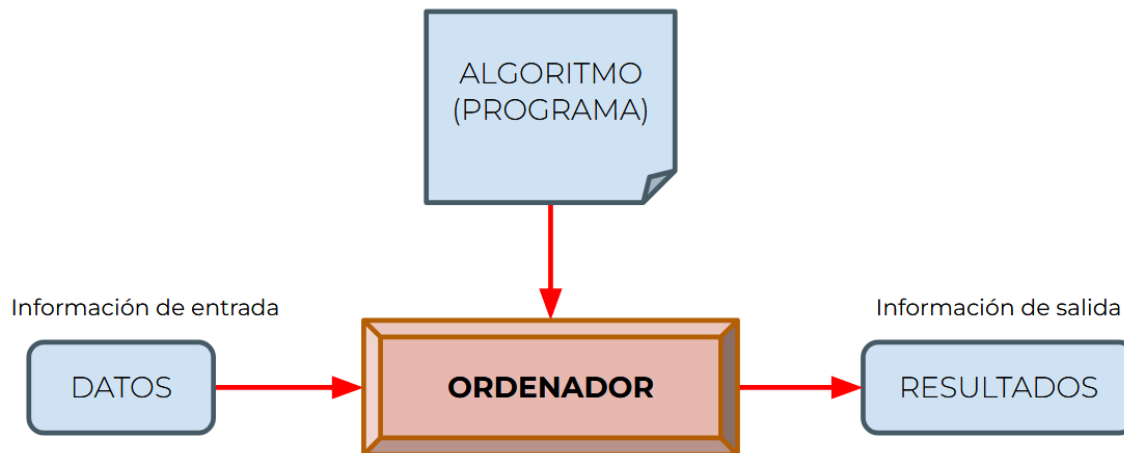 ALGORITMO
(PROGRAMA)
Información de entrada
Información de salida
DATOS
ORDENADOR
RESULTADOS